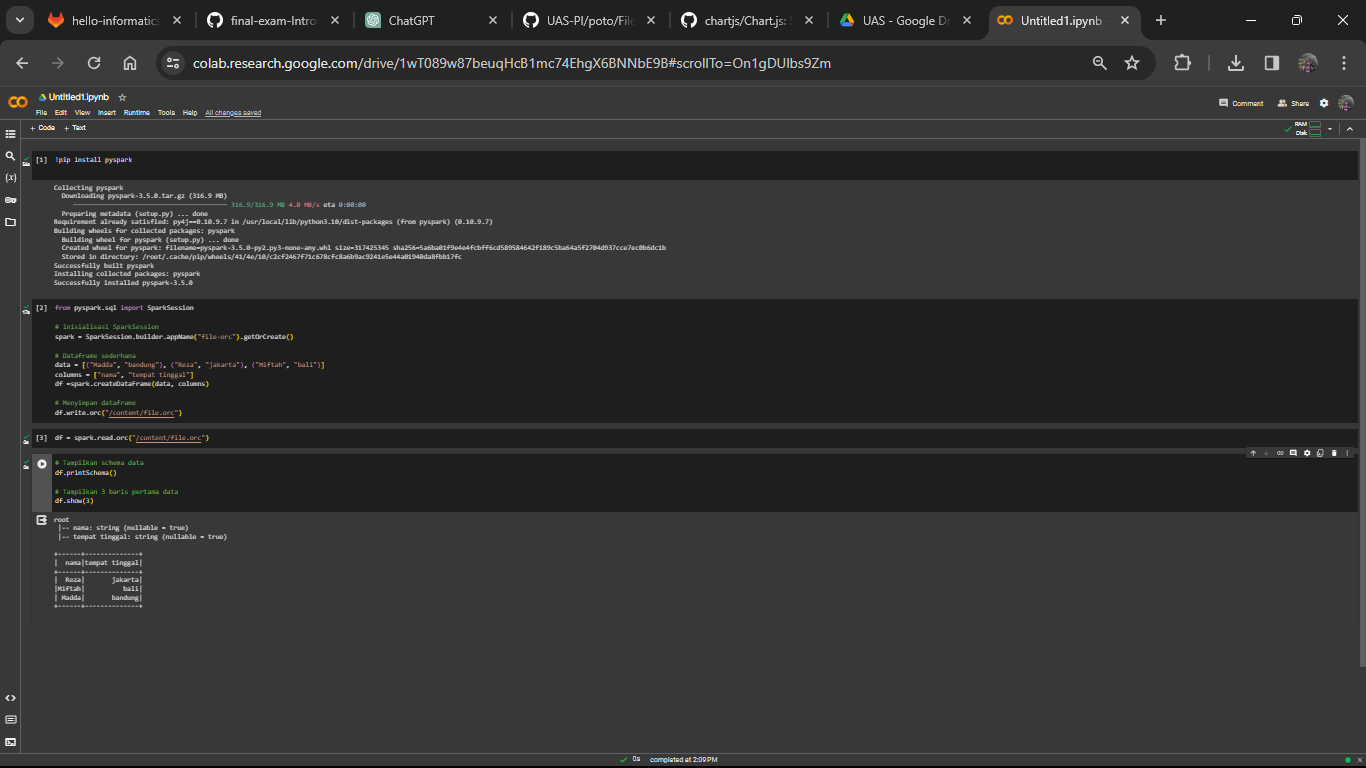 hello-informatics
final-exam-Intro
ChatGPT
UAS-PI/poto/File
chartjs/Chart.js:
UAS - Google Dr
Untitled1.ipynb
colab.research.google.com/drive/1wT089w87beuqHcB1mc74EhgX6BNNbE9B#scrollTo=On1gDUIbs9Zm
Untitled1.ipynb
File Edit View Insert Runtime Tools Help All changes saved
Comment Share
+ Code + Text
RAM
Disk
[1] !pip install pyspark
Collecting pyspark
Downloading pyspark-3.5.0.tar.gz (316.9 MB)
316.9/316.9 MB 4.0 MB/s eta 0:00:00
Preparing metadata (setup.py) ... done
Requirement already satisfied: py4j==0.10.9.7 in /usr/local/lib/python3.10/dist-packages (from pyspark) (0.10.9.7)
Building wheels for collected packages: pyspark
Building wheel for pyspark (setup.py) ... done
Created wheel for pyspark: filename=pyspark-3.5.0-py2.py3-none-any.whl size=317425345
Stored in directory:
Successfully built pyspark
Installing collected packages: pyspark
Successfully installed pyspark-3.5.0
[2] from pyspark.sql import SparkSession
# Inisialisasi SparkSession
spark = SparkSession.builder.appName("file-orc").getOrCreate()
# Dataframe sederhana
data = [("Madda", "bandung"), ("Reza", "jakarta"), ("Miftah", "bali")]
columns = ["nama", "tempat tinggal"]
df =spark.createDataframe(data, columns)
# Menyimpan dataframe
df.write.orc("/content/file.orc")
[3] df = spark.read.orc("/content/file.orc")
# Tampilkan schema data
df.printSchema()
# Tampilkan 3 baris pertama data
df.show(3)
root
|-- nama: string (nullable = true)
|-- tempat tinggal: string (nullable = true)
+------+--------------+
| nama|tempat tinggal|
+------+--------------+
| Reza| jakarta|
|Miftah| bali|
| Madda| bandung|
+------+--------------+
0s completed at 2:09 PM